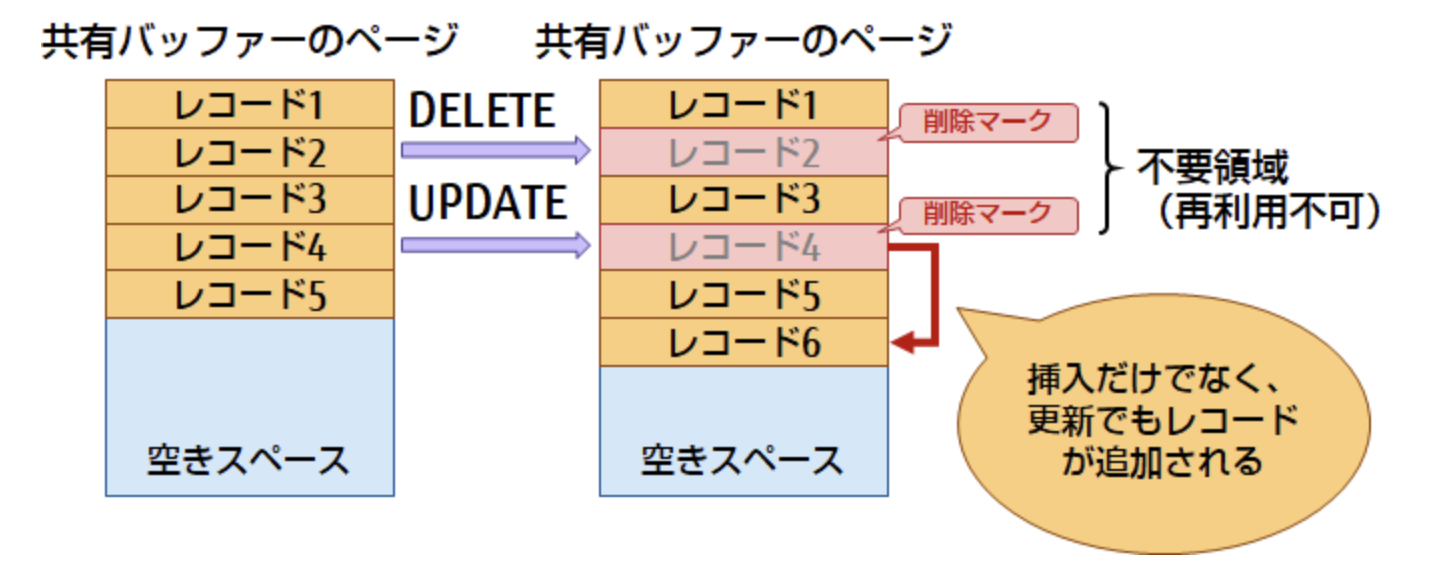 共有バッファーのページ
レコード1
レコード2
レコード3
レコード4
レコード5
空きスペース
DELETE
UPDATE
共有バッファーのページ
レコード1
レコード2
レコード3
レコード4
レコード5
レコード6
空きスペース
削除マーク
削除マーク
不要領域
（再利用不可）
挿入だけでなく、
更新でもレコード
が追加される